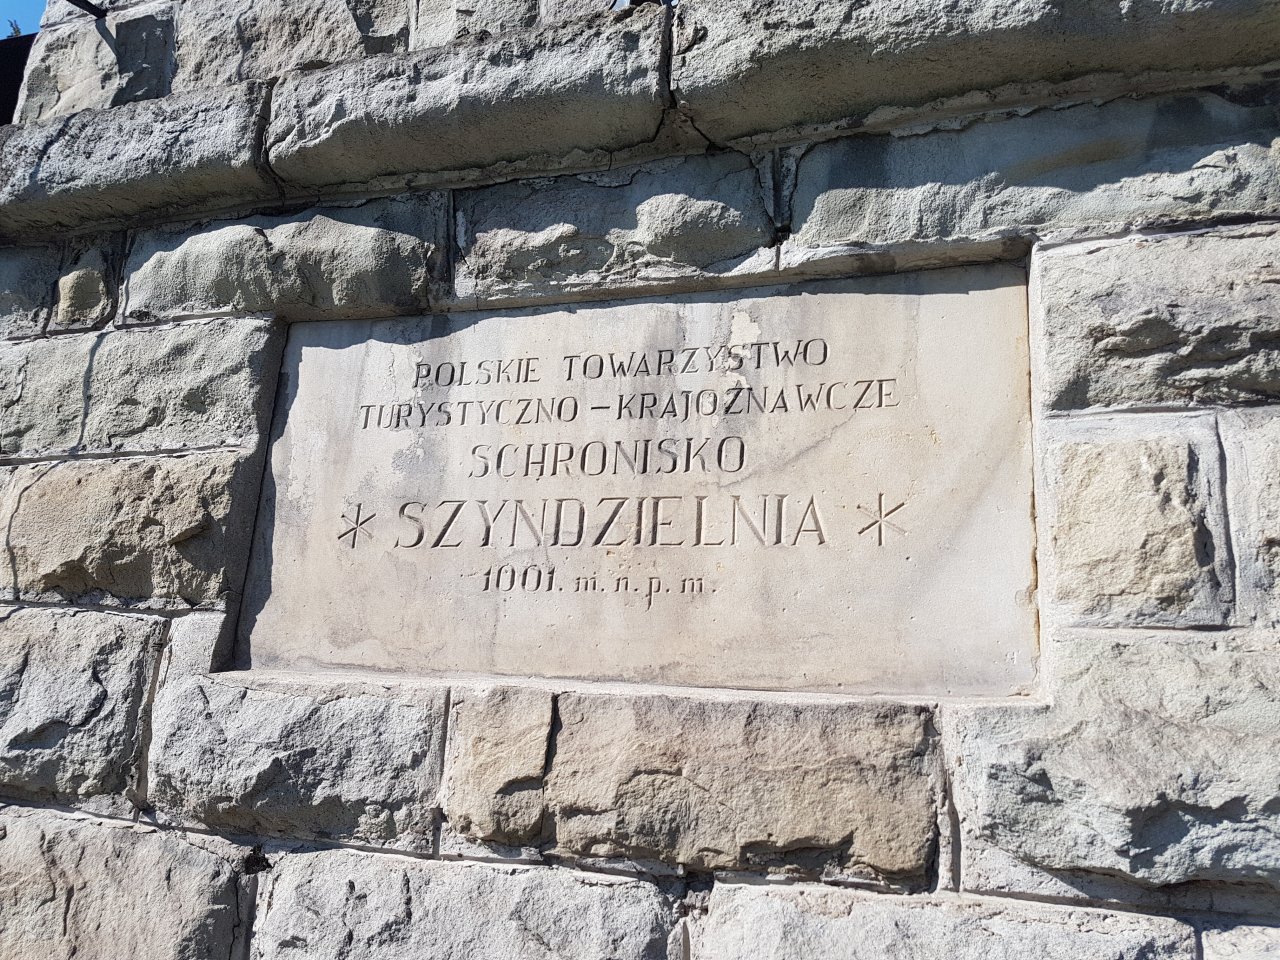 POLSKIE TOWARZYSTWO
TURYSTYCZNO-KRAJOZNAWCZE
SCHRONISKO
* SZYNDZIELNIA *
1001. m.n.p.m